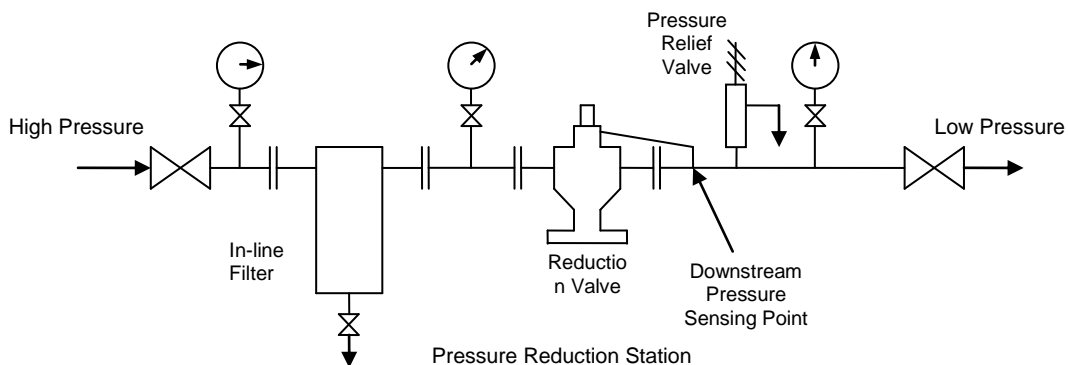 Pressure
Relief
Valve
High Pressure
Low Pressure
In-line
Filter
Reductio
n Valve
Downstream
Pressure
Sensing Point
Pressure Reduction Station